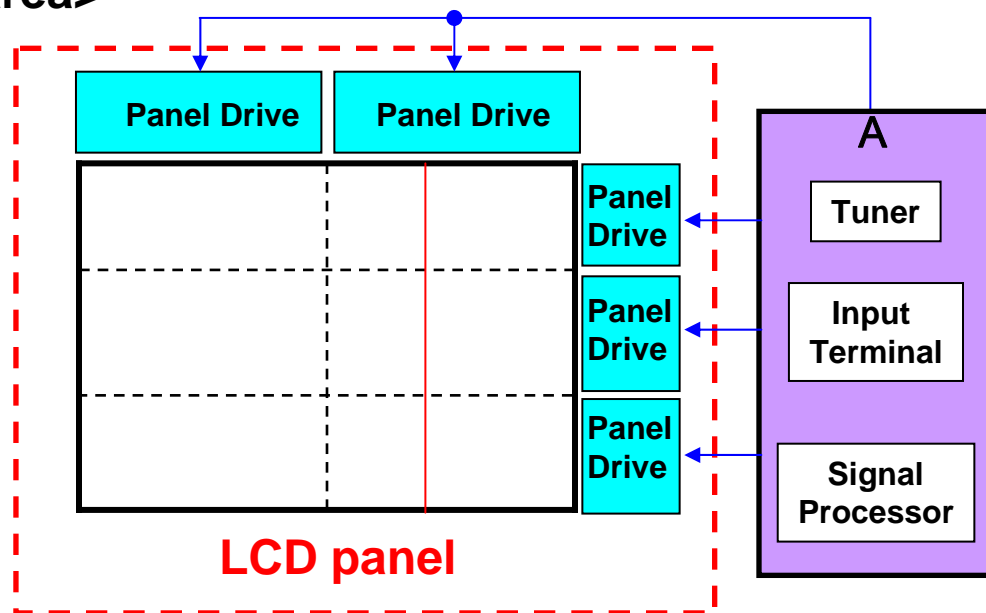 Panel Drive
Panel Drive
A
Panel
Drive
Tuner
Panel
Drive
Input
Terminal
Panel
Drive
Signal
Processor
LCD panel